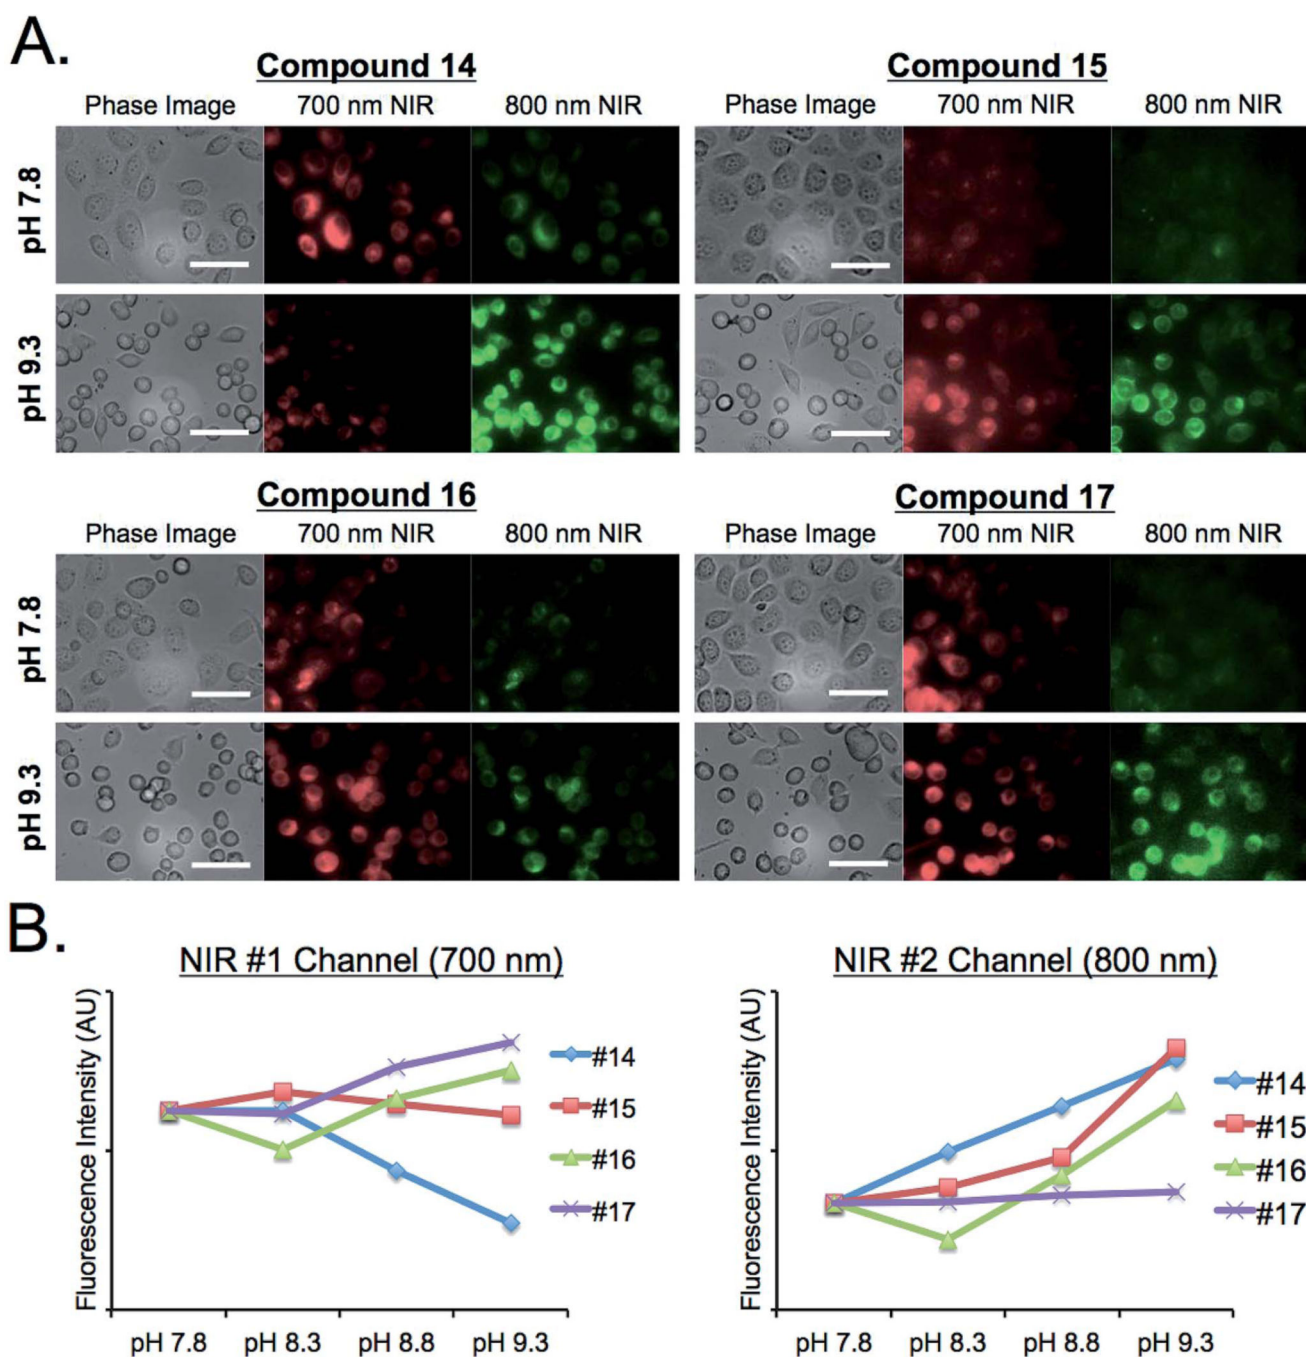 A.
Compound 14
Compound 15
Phase Image 700 nm NIR 800 nm NIR
Phase Image 700 nm NIR 800 nm NIR
pH 7.8
pH 9.3
Compound 16
Compound 17
Phase Image 700 nm NIR 800 nm NIR
Phase Image 700 nm NIR 800 nm NIR
pH 7.8
pH 9.3
B.
NIR #1 Channel (700 nm)
Fluorescence Intensity (AU)
#14
#15
#16
#17
pH 7.8 pH 8.3 pH 8.8 pH 9.3
NIR #2 Channel (800 nm)
Fluorescence Intensity (AU)
#14
#15
#16
#17
pH 7.8 pH 8.3 pH 8.8 pH 9.3